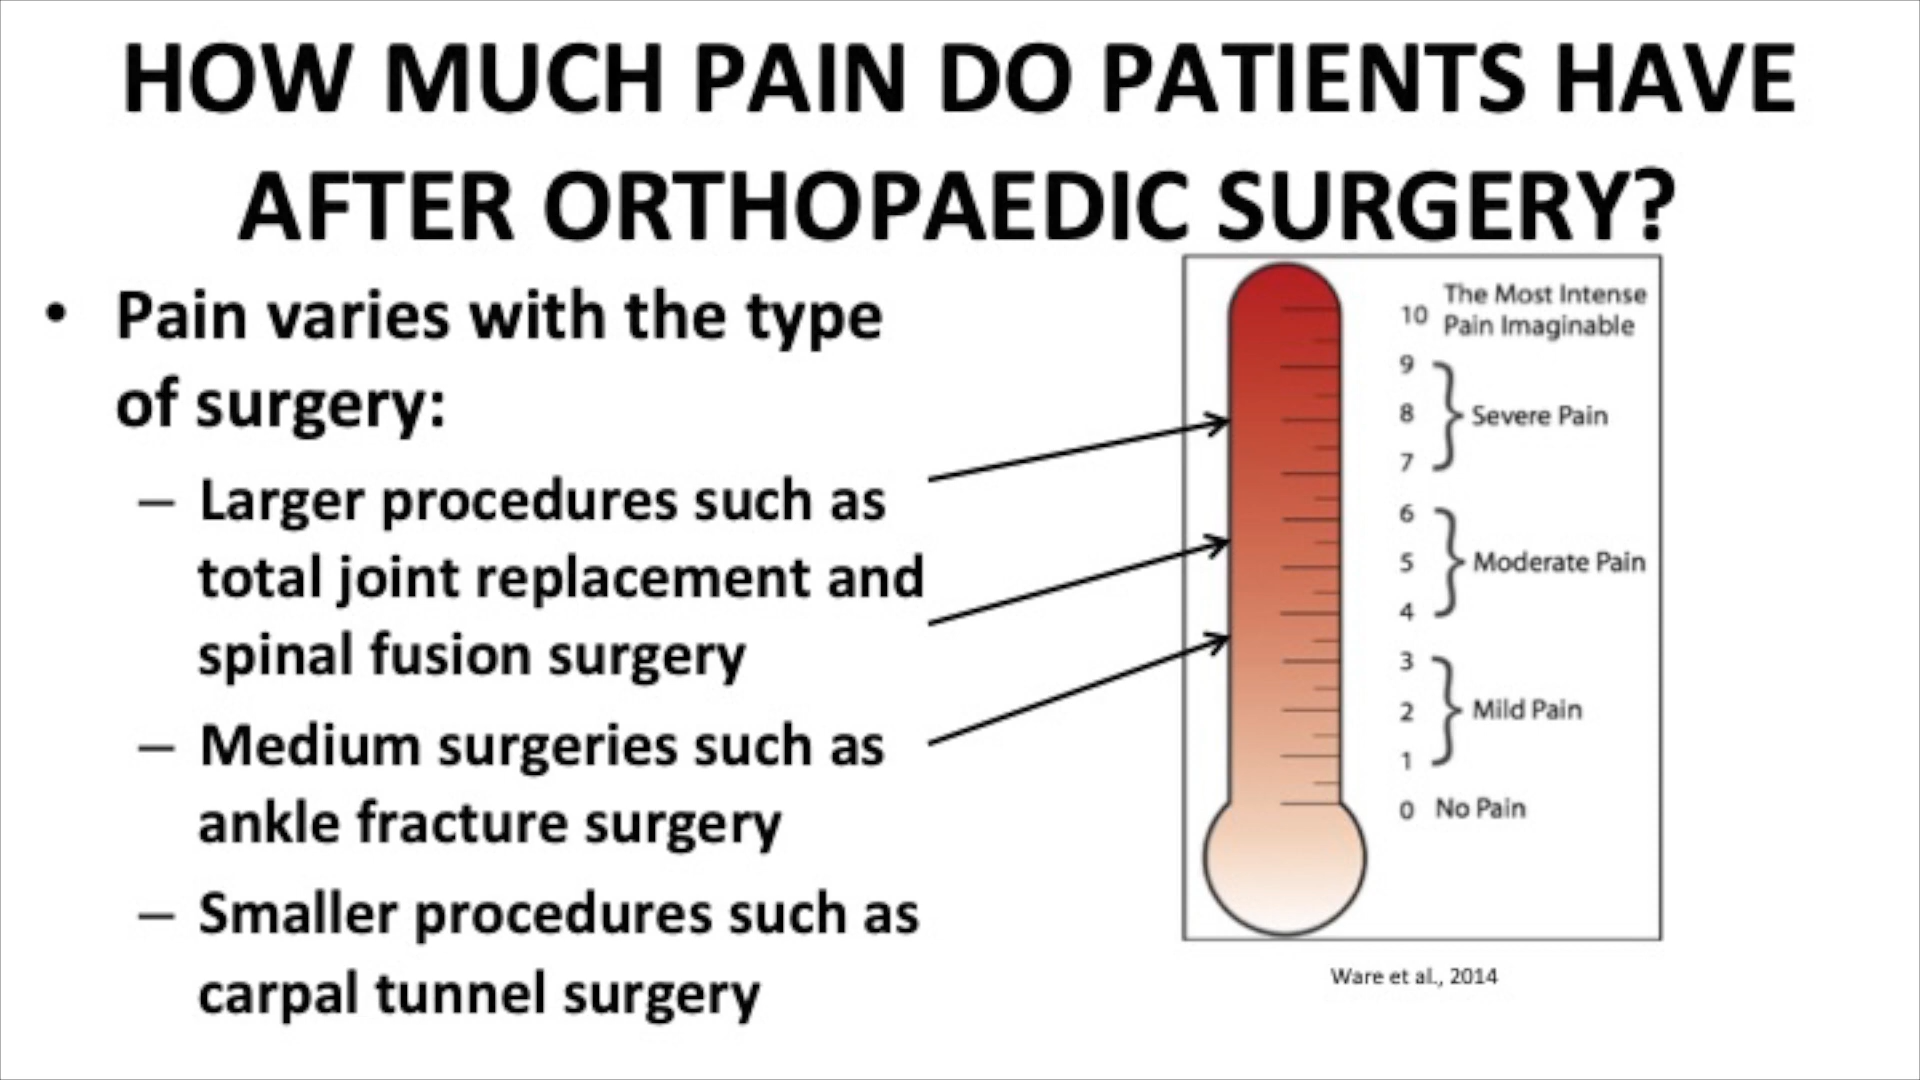 HOW MUCH PAIN DO PATIENTS HAVE
AFTER ORTHOPAEDIC SURGERY?
• Pain varies with the type
of surgery:
– Larger procedures such as
total joint replacement and
spinal fusion surgery
– Medium surgeries such as
ankle fracture surgery
– Smaller procedures such as
carpal tunnel surgery
10 The Most Intense
Pain Imaginable
9
8 Severe Pain
7
6
5 Moderate Pain
4
3
2 Mild Pain
1
0 No Pain
Ware et al., 2014